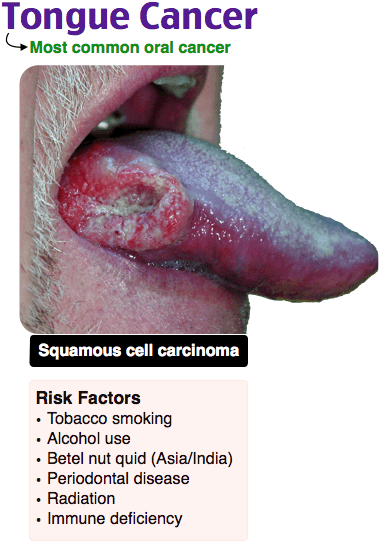 Tongue Cancer
Most common oral cancer
Squamous cell carcinoma
Risk Factors
• Tobacco smoking
• Alcohol use
• Betel nut quid (Asia/India)
• Periodontal disease
• Radiation
• Immune deficiency